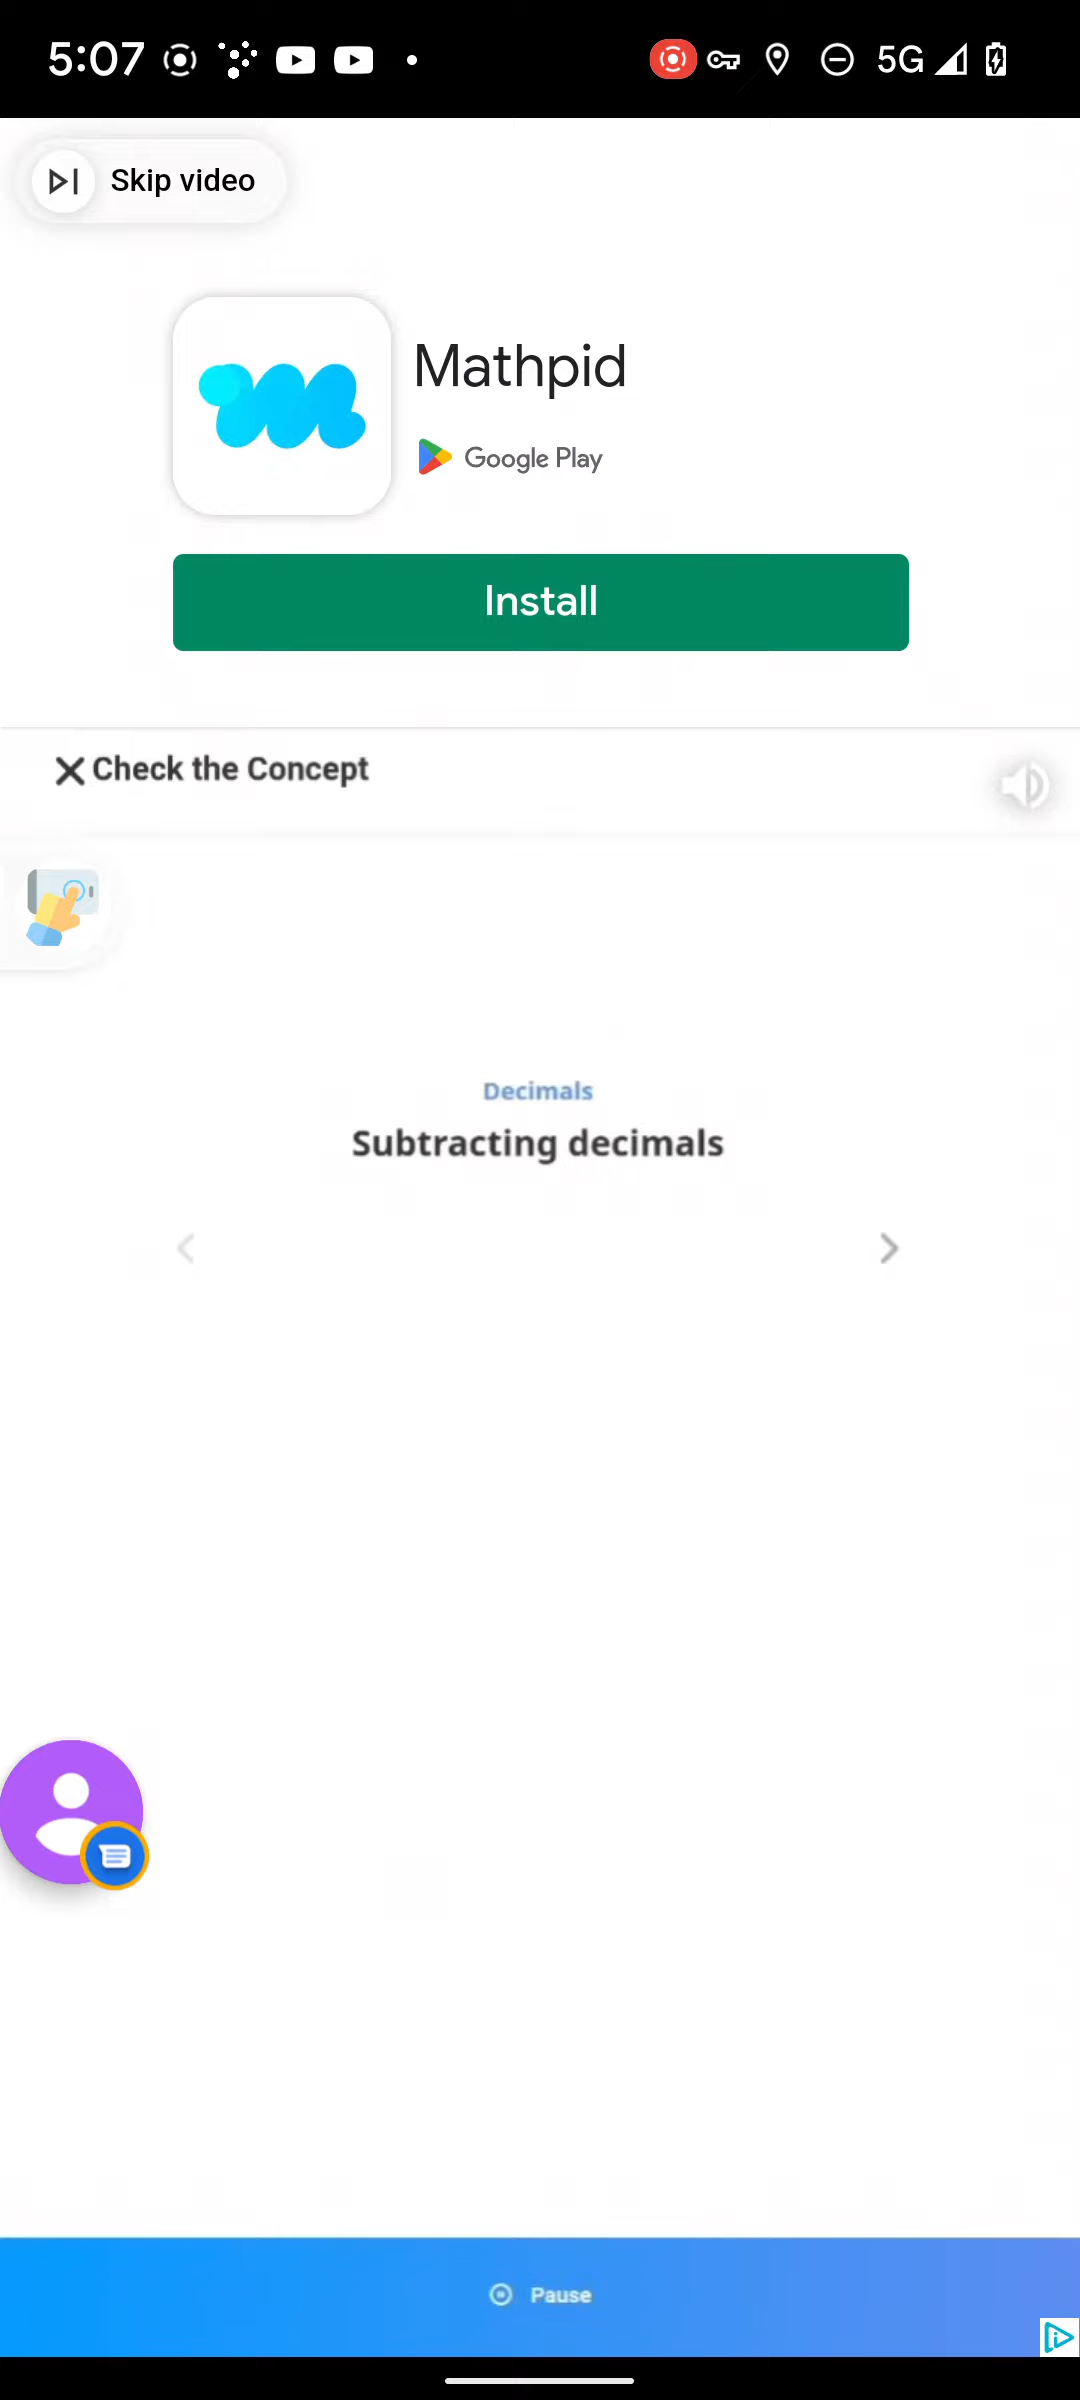 5:07
5G
Skip video
Mathpid
Google Play
Install
Check the Concept
Decimals
Subtracting decimals
Pause